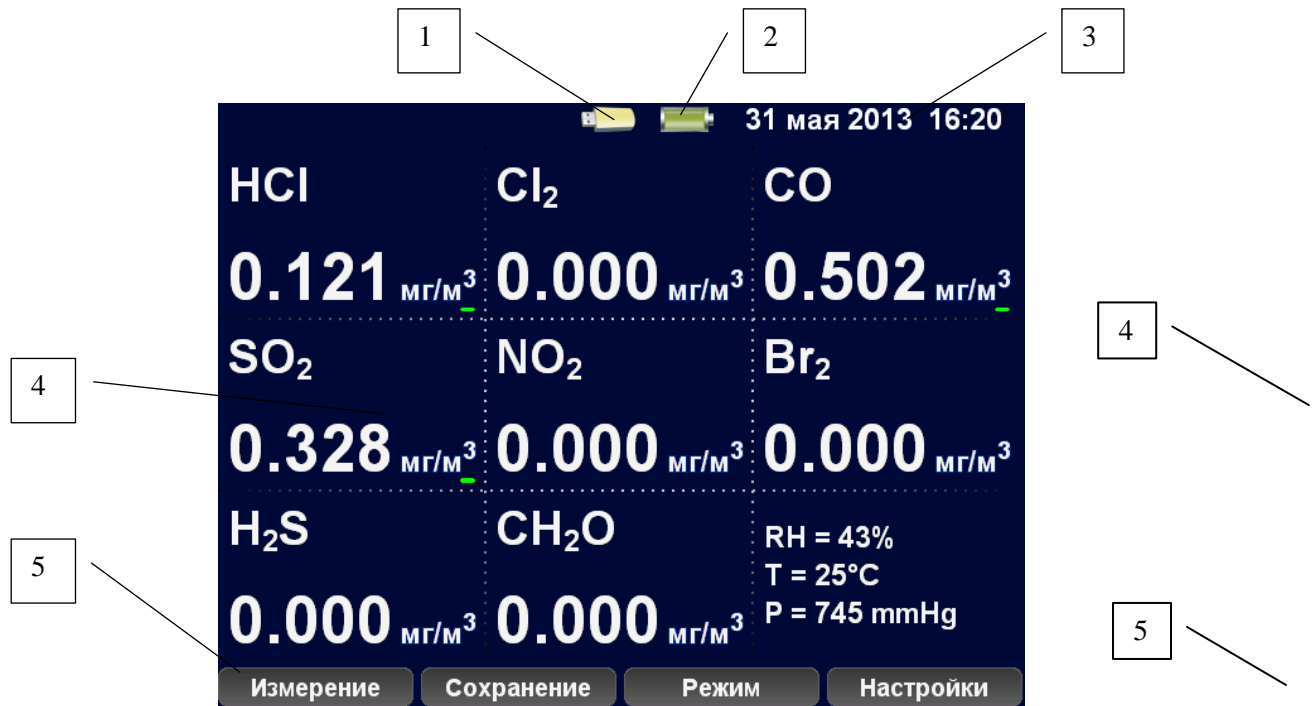 1 2 3
31 мая 2013 16:20
HCl Cl₂ CO
0.121 мг/м³ 0.000 мг/м³ 0.502 мг/м³
4
SO₂ NO₂ Br₂
4
0.328 мг/м³ 0.000 мг/м³ 0.000 мг/м³
H₂S CH₂O RH = 43%
5
T = 25°C
0.000 мг/м³ 0.000 мг/м³ P = 745 mmHg
5
Измерение Сохранение Режим Настройки